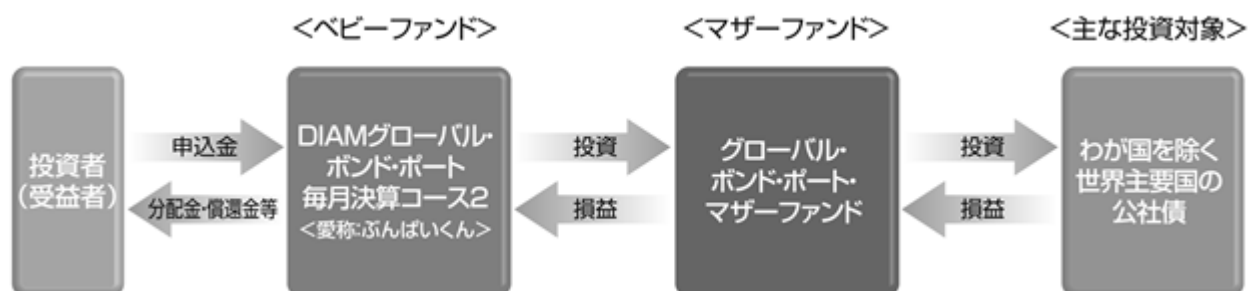 ＜ベビーファンド＞
＜マザーファンド＞
＜主な投資対象＞
投資者
（受益者）
申込金
分配金・償還金等
DIAMグローバル・
ボンド・ポート
毎月決算コース2
＜愛称：ぶんぱいくん＞
投資
損益
グローバル・
ボンド・ポート・
マザーファンド
投資
損益
わが国を除く
世界主要国の
公社債